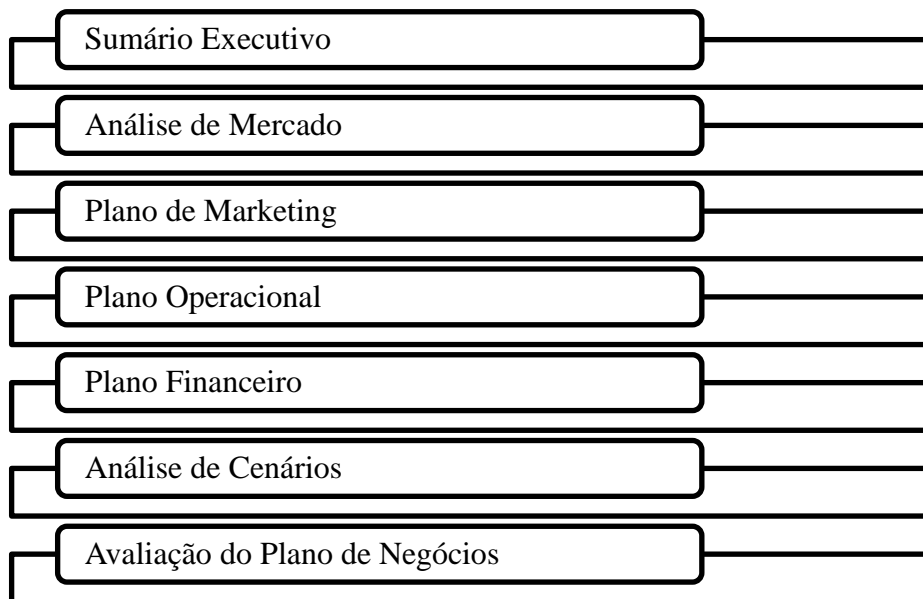 Sumário Executivo
Análise de Mercado
Plano de Marketing
Plano Operacional
Plano Financeiro
Análise de Cenários
Avaliação do Plano de Negócios